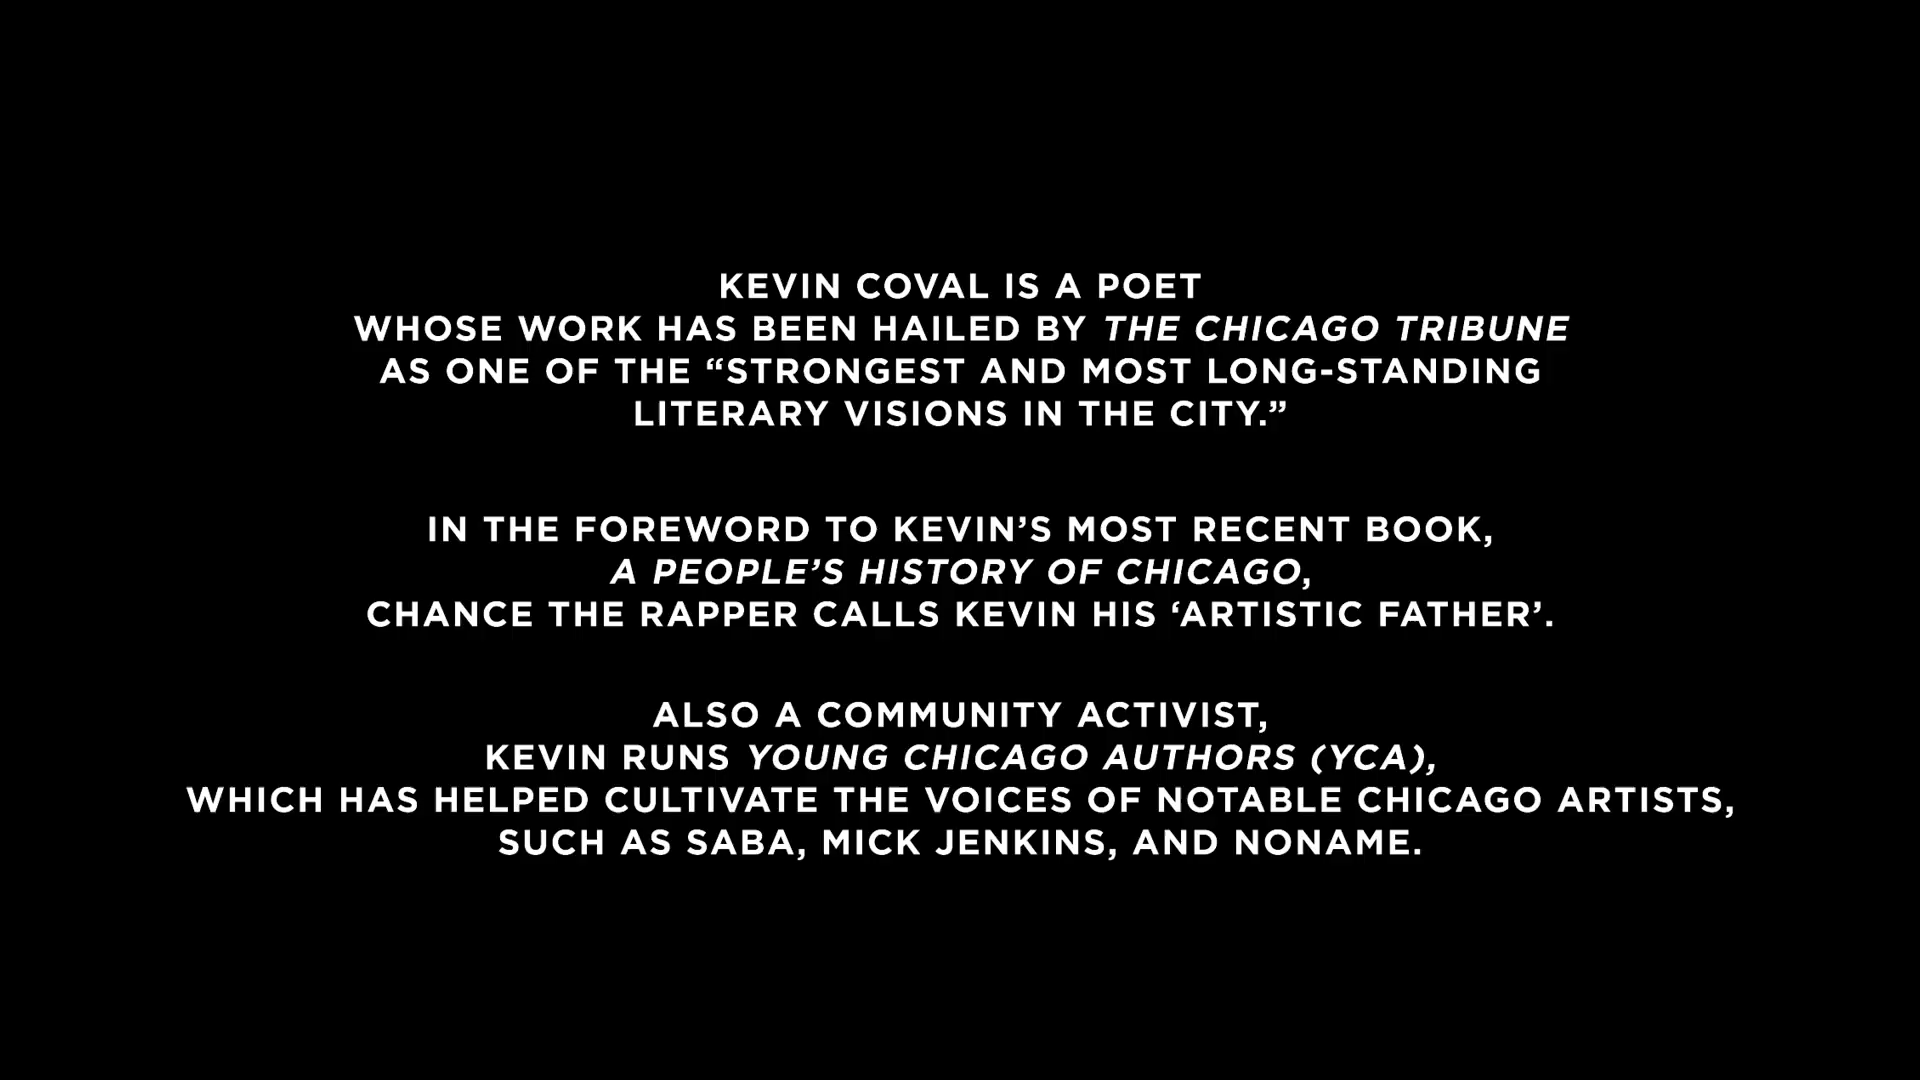 KEVIN COVAL IS A POET
WHOSE WORK HAS BEEN HAILED BY THE CHICAGO TRIBUNE
AS ONE OF THE “STRONGEST AND MOST LONG-STANDING
LITERARY VISIONS IN THE CITY.”
IN THE FOREWORD TO KEVIN’S MOST RECENT BOOK,
A PEOPLE’S HISTORY OF CHICAGO,
CHANCE THE RAPPER CALLS KEVIN HIS ‘ARTISTIC FATHER’.
ALSO A COMMUNITY ACTIVIST,
KEVIN RUNS YOUNG CHICAGO AUTHORS (YCA),
WHICH HAS HELPED CULTIVATE THE VOICES OF NOTABLE CHICAGO ARTISTS,
SUCH AS SABA, MICK JENKINS, AND NONAME.